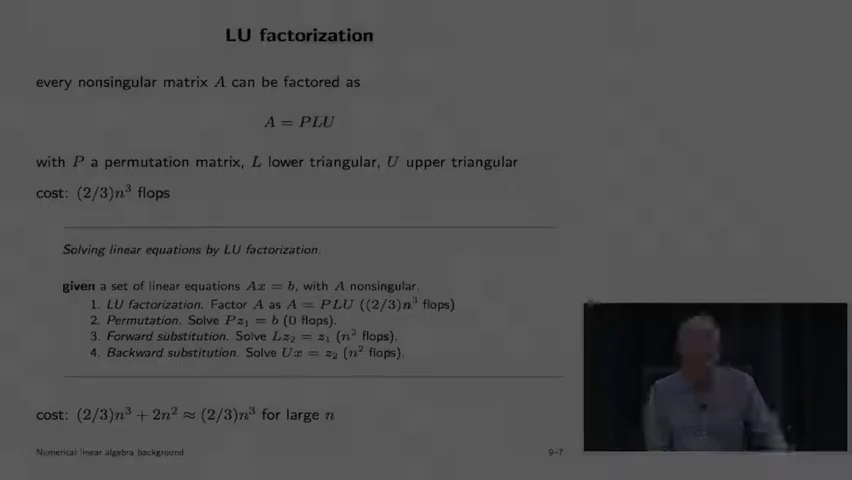 LU factorization
every nonsingular matrix A can be factored as
A = PLU
with P a permutation matrix, L lower triangular, U upper triangular
cost: (2/3)n³ flops
Solving linear equations by LU factorization.
given a set of linear equations Ax = b, with A nonsingular.
1. LU factorization. Factor A as A = PLU ((2/3)n³ flops)
2. Permutation. Solve Pz₁ = b (0 flops).
3. Forward substitution. Solve Lz₂ = z₁ (n² flops).
4. Backward substitution. Solve Ux = z₂ (n² flops).
cost: (2/3)n³ + 2n² ≈ (2/3)n³ for large n
Numerical linear algebra background 9–7